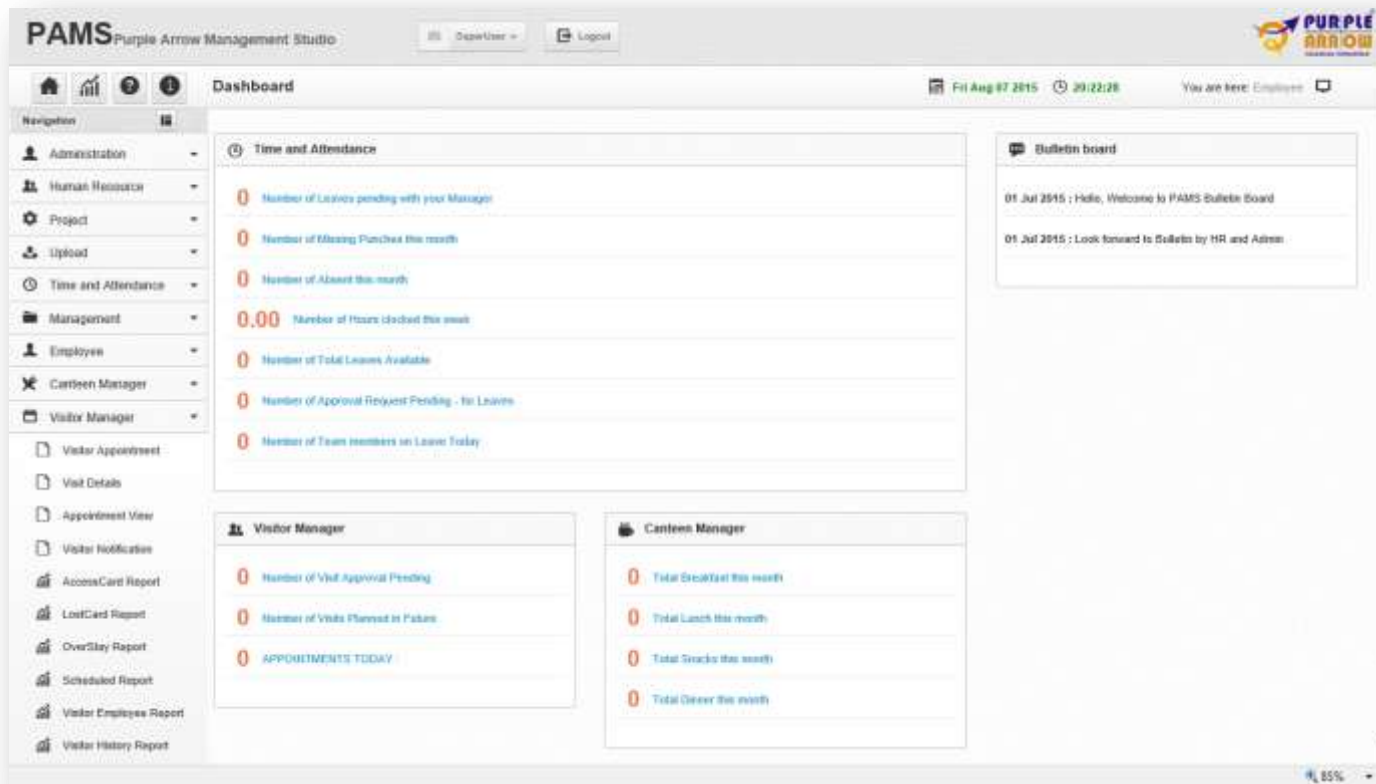 PAMS Purple Arrow Management Studio
SuperUser
Logout
PURPLE
ARROW
Dashboard
Fri Aug 07 2015
20:22:28
You are here: Employee
Navigation
Administration
Human Resource
Project
Upload
Time and Attendance
Management
Employee
Canteen Manager
Visitor Manager
Visitor Appointment
Visit Details
Appointment View
Visitor Notification
AccessCard Report
LostCard Report
OverStay Report
Scheduled Report
Visitor Employee Report
Visitor History Report
Time and Attendance
0 Number of Leaves pending with your Manager
0 Number of Missing Punches this month
0 Number of Absent this month
0.00 Number of Hours clocked this week
0 Number of Total Leaves Available
0 Number of Approval Request Pending - for Leaves
0 Number of Team members on Leave Today
Bulletin board
01 Jul 2015 : Hello, Welcome to PAMS Bulletin Board
01 Jul 2015 : Look forward to Bulletin by HR and Admin
Visitor Manager
0 Number of Visit Approval Pending
0 Number of Visits Planned in Future
0 APPOINTMENTS TODAY
Canteen Manager
0 Total Breakfast this month
0 Total Lunch this month
0 Total Snacks this month
0 Total Dinner this month
85%